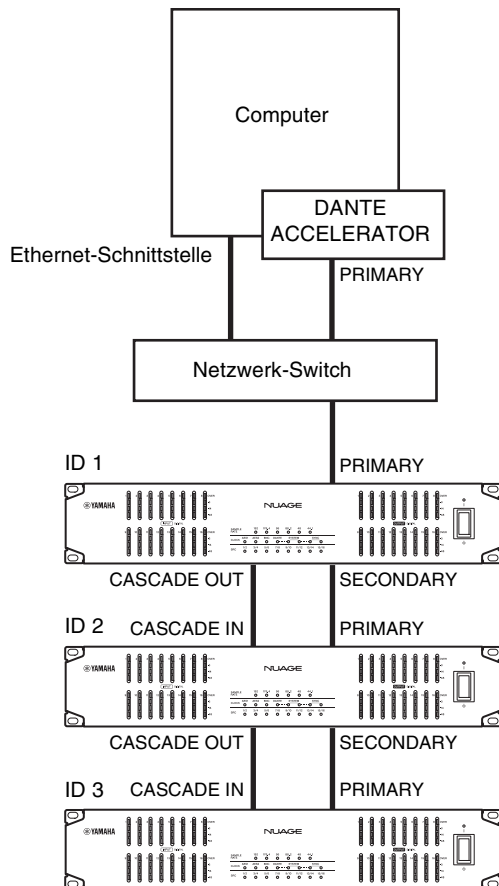 Computer
DANTE
ACCELERATOR
Ethernet-Schnittstelle
PRIMARY
Netzwerk-Switch
ID 1
PRIMARY
YAMAHA
NUAGE
CASCADE OUT
SECONDARY
ID 2
CASCADE IN
PRIMARY
YAMAHA
NUAGE
CASCADE OUT
SECONDARY
ID 3
CASCADE IN
PRIMARY
YAMAHA
NUAGE